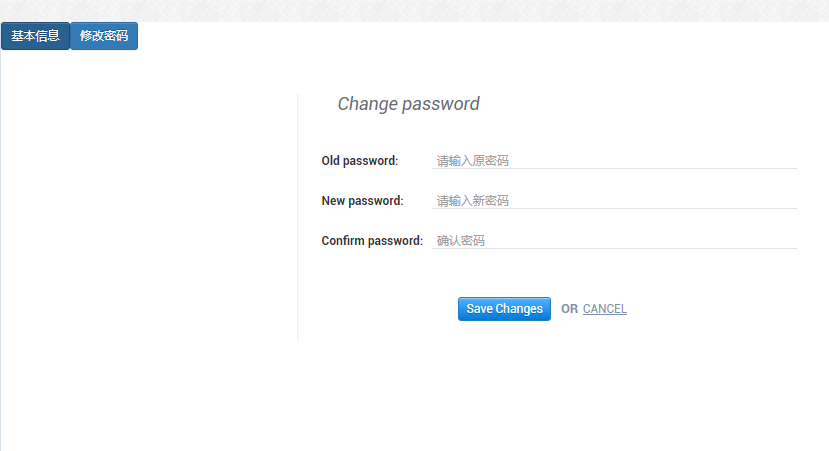 基本信息 修改密码
Change password
Old password: 请输入原密码
New password: 请输入新密码
Confirm password: 确认密码
Save Changes OR CANCEL